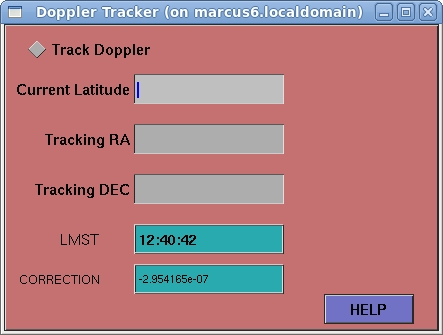 Doppler Tracker (on marcus6.localdomain)
Track Doppler
Current Latitude
Tracking RA
Tracking DEC
LMST 12:40:42
CORRECTION -2.954165e-07
HELP